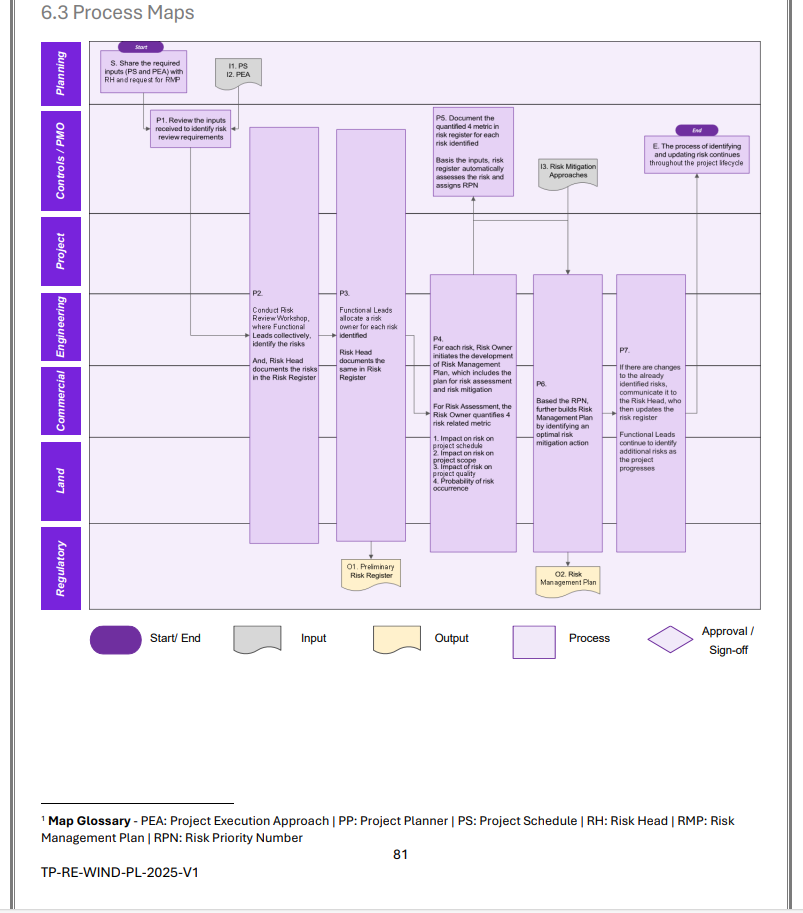 6.3 Process Maps
Planning
Start
S. Share the required
inputs (PS and PEA) with
RH and request for RMP
I1. PS
I2. PEA
Controls / PMO
P1. Review the inputs
received to identify risk
review requirements
P5. Document the
quantified 4 metric in
risk register for each
risk identified
Basis the inputs, risk
register automatically
assesses the risk and
assigns RPN
I3. Risk Mitigation
Approaches
End
E. The process of identifying
and updating risk continues
throughout the project lifecycle
Project
Engineering
Commercial
Land
Regulatory
P2.
Conduct Risk
Review Workshop,
where Functional
Leads collectively,
identify the risks
And, Risk Head
documents the risks
in the Risk Register
P3.
Functional Leads
allocate a risk
owner for each risk
identified
Risk Head
documents the
same in Risk
Register
P4.
For each risk, Risk Owner
initiates the development
of Risk Management
Plan, which includes the
plan for risk assessment
and risk mitigation
For Risk Assessment, the
Risk Owner quantifies 4
risk related metric
1. Impact on risk on
project schedule
2. Impact on risk on
project scope
3. Impact of risk on
project quality
4. Probability of risk
occurrence
P6.
Based the RPN,
further builds Risk
Management Plan
by identifying an
optimal risk
mitigation action
P7.
If there are changes
to the already
identified risks,
communicate it to
the Risk Head, who
then updates the
risk register
Functional Leads
continue to identify
additional risks as
the project
progresses
O1. Preliminary
Risk Register
O2. Risk
Management Plan
Start/ End
Input
Output
Process
Approval /
Sign-off
1 Map Glossary - PEA: Project Execution Approach | PP: Project Planner | PS: Project Schedule | RH: Risk Head | RMP: Risk
Management Plan | RPN: Risk Priority Number
81
TP-RE-WIND-PL-2025-V1